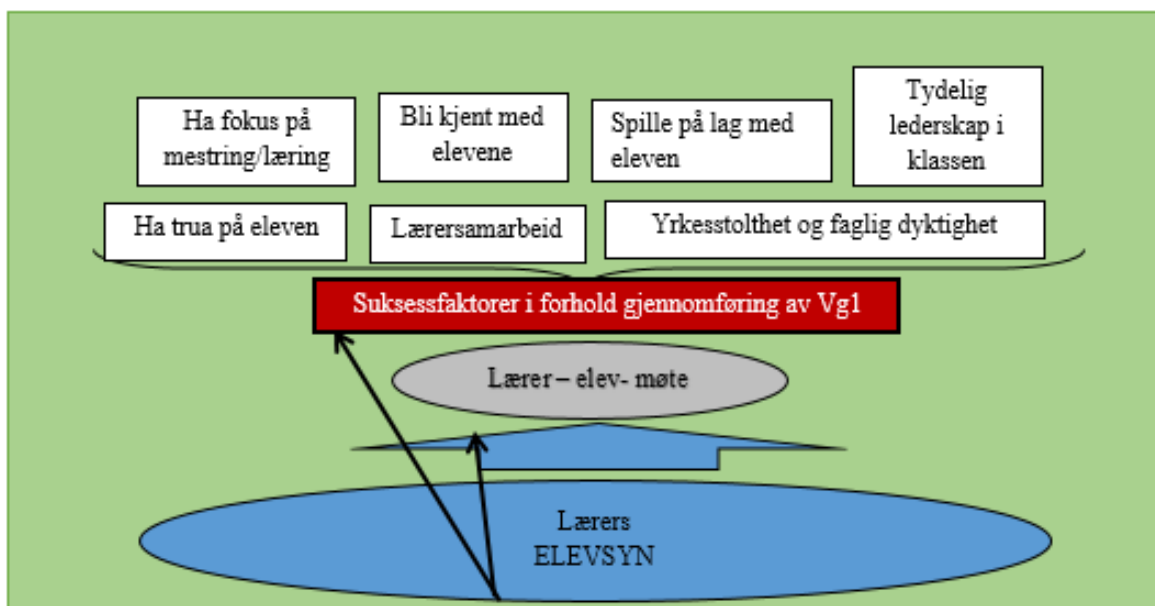 Ha fokus på
mestring/læring
Bli kjent med
elevene
Spille på lag med
eleven
Tydelig
lederskap i
klassen
Ha trua på eleven
Lærersamarbeid
Yrkesstolthet og faglig dyktighet
Suksessfaktorer i forhold gjennomføring av Vg1
Lærer – elev- møte
Lærers
ELEVSYN